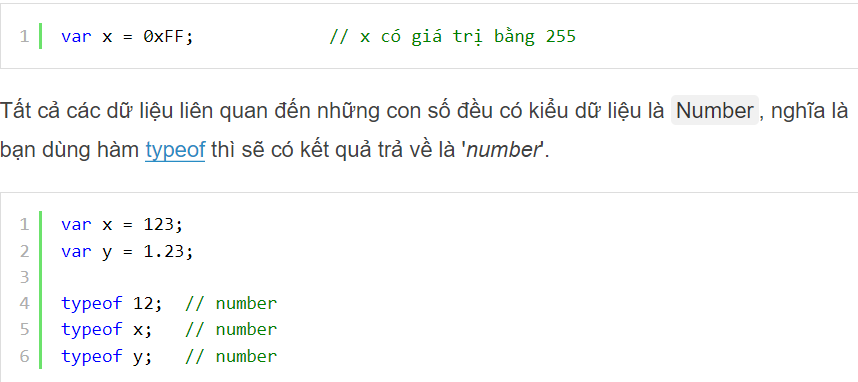 1 var x = 0xFF; // x có giá trị bằng 255
Tất cả các dữ liệu liên quan đến những con số đều có kiểu dữ liệu là Number, nghĩa là
bạn dùng hàm typeof thì sẽ có kết quả trả về là 'number'.
1 var x = 123;
2 var y = 1.23;
3
4 typeof 12; // number
5 typeof x; // number
6 typeof y; // number